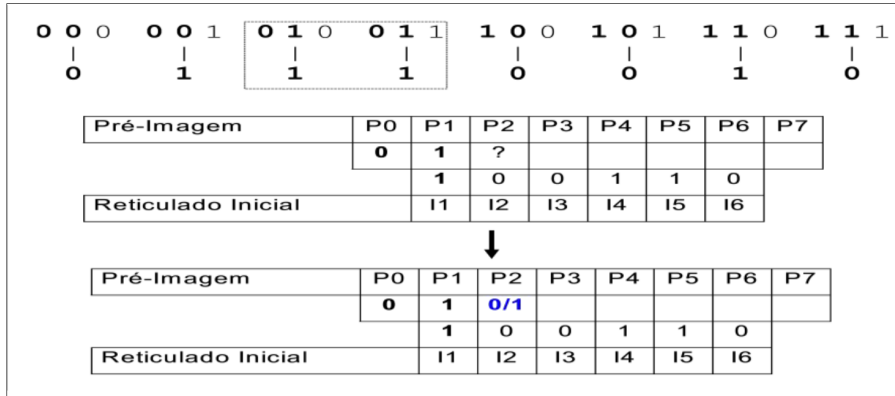 0 0 0 0 0 1 0 1 0 0 1 1 1 0 0 1 0 1 1 1 0 1 1 1
0 1 1 1 0 0 1 0
Pré-Imagem P0 P1 P2 P3 P4 P5 P6 P7
0 1 ?
1 0 0 1 1 0
Reticulado Inicial I1 I2 I3 I4 I5 I6
Pré-Imagem P0 P1 P2 P3 P4 P5 P6 P7
0 1 0/1
1 0 0 1 1 0
Reticulado Inicial I1 I2 I3 I4 I5 I6